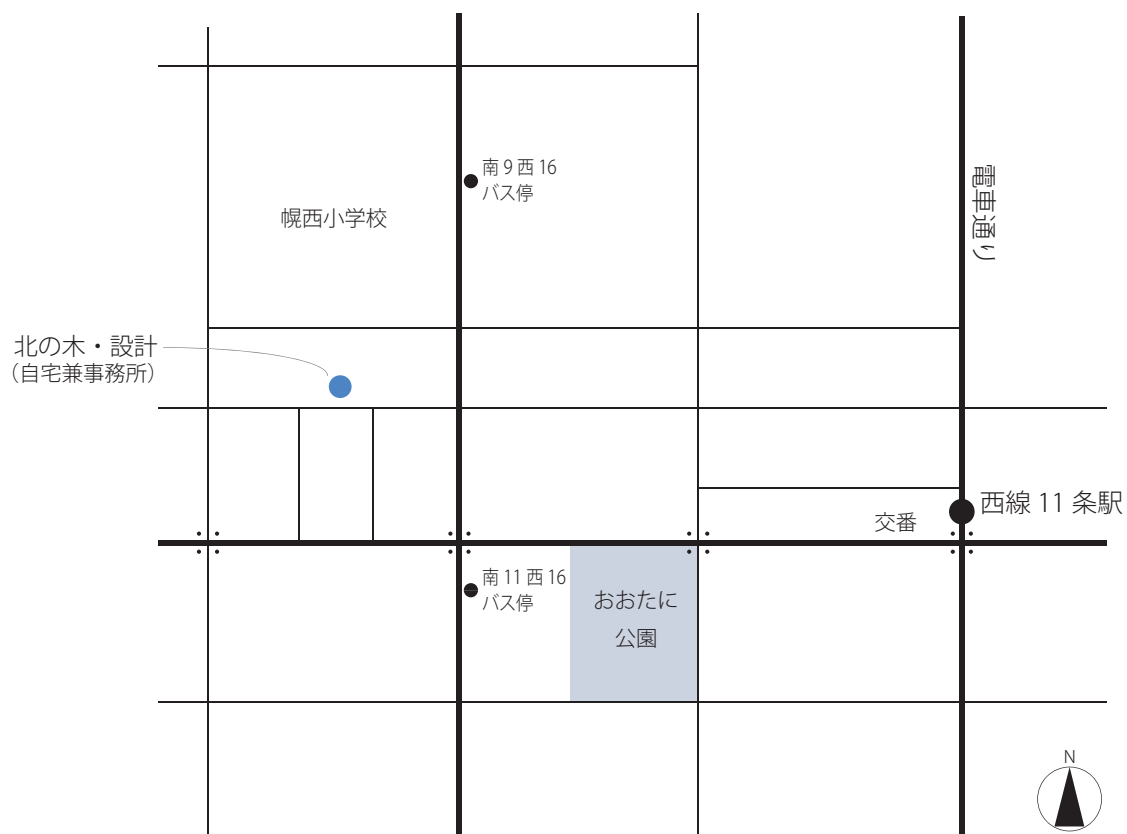 南 9 西 16
バス停
幌西小学校
電車通り
北の木・設計
（自宅兼事務所）
西線 11 条駅
交番
南 11 西 16
バス停
おおたに
公園
N